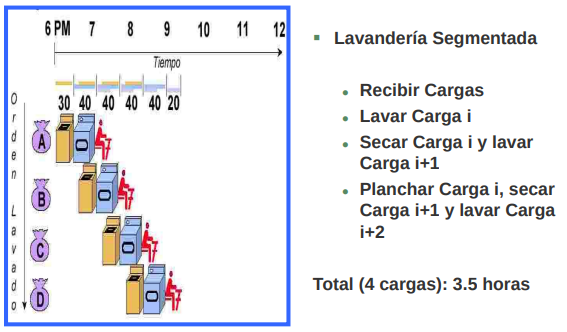 6 PM 7 8 9 10 11 12
Tiempo
30 40 40 40 40 20
Orden Lavado
A
B
C
D
Lavandería Segmentada
Recibir Cargas
Lavar Carga i
Secar Carga i y lavar
Carga i+1
Planchar Carga i, secar
Carga i+1 y lavar Carga
i+2
Total (4 cargas): 3.5 horas